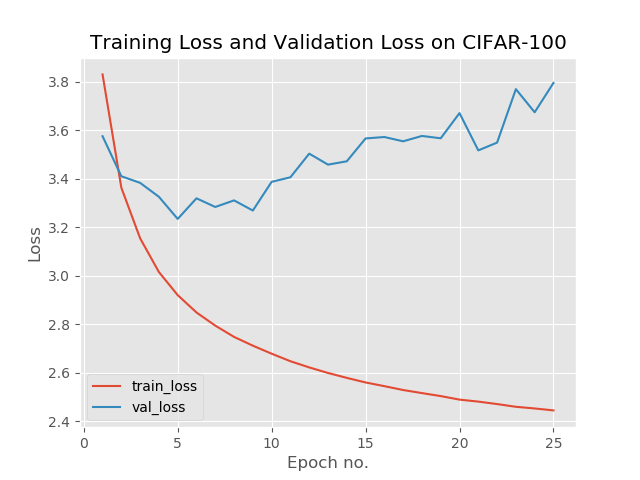 Training Loss and Validation Loss on CIFAR-100
3.8
3.6
3.4
3.2
3.0
2.8
2.6
2.4
Loss
train_loss
val_loss
0 5 10 15 20 25
Epoch no.